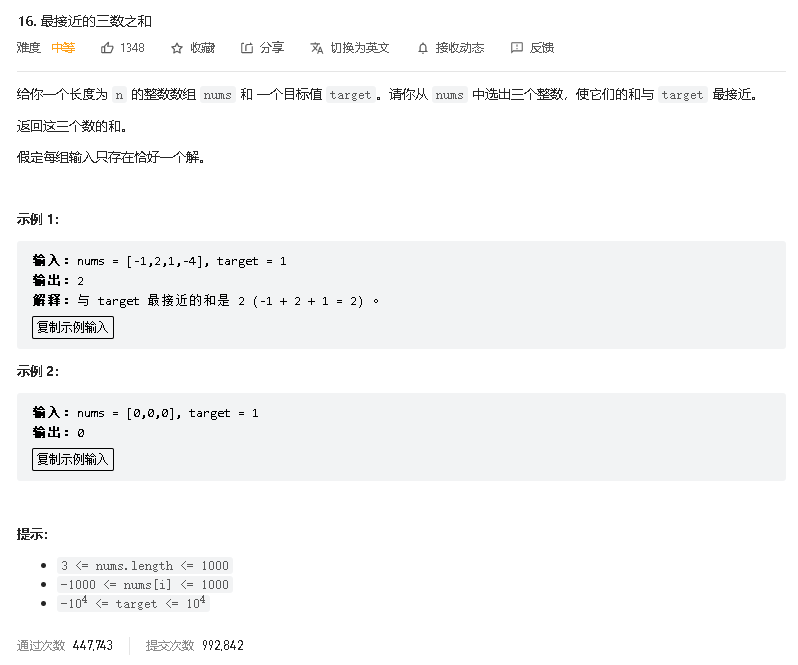 16. 最接近的三数之和
难度 中等 1348 收藏 分享 切换为英文 接收动态 反馈
给你一个长度为 n 的整数数组 nums 和 一个目标值 target。请你从 nums 中选出三个整数，使它们的和与 target 最接近。
返回这三个数的和。
假定每组输入只存在恰好一个解。
示例 1：
输入：nums = [-1,2,1,-4], target = 1
输出：2
解释：与 target 最接近的和是 2 (-1 + 2 + 1 = 2) 。
复制示例输入
示例 2：
输入：nums = [0,0,0], target = 1
输出：0
复制示例输入
提示：
• 3 <= nums.length <= 1000
• -1000 <= nums[i] <= 1000
• -10⁴ <= target <= 10⁴
通过次数 447,743 提交次数 992,842